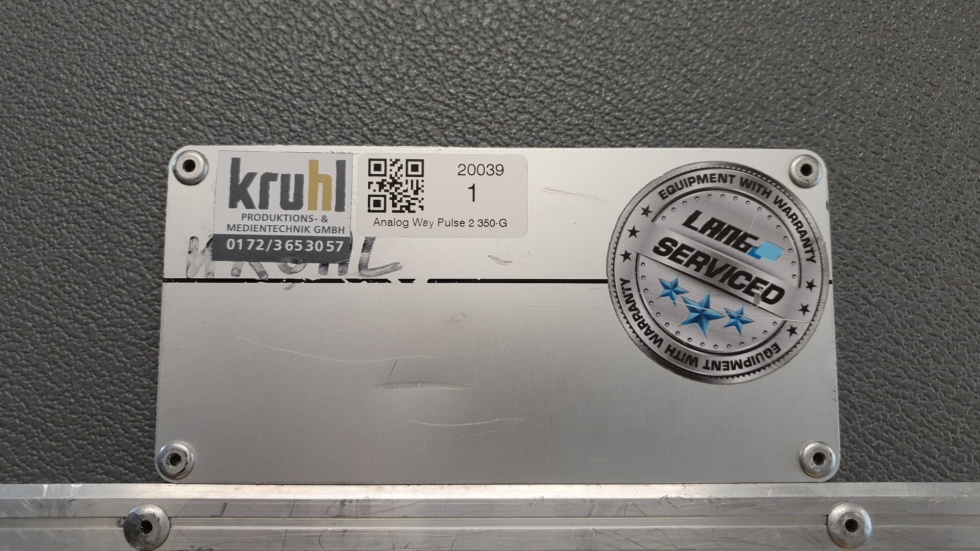 kruhl
PRODUKTIONS- &
MEDIENTECHNIK GMBH
0172/3653057
20039
1
Analog Way Pulse 2 350-G
KRUHL
EQUIPMENT WITH WARRANTY
LANG
SERVICED
EQUIPMENT WITH WARRANTY